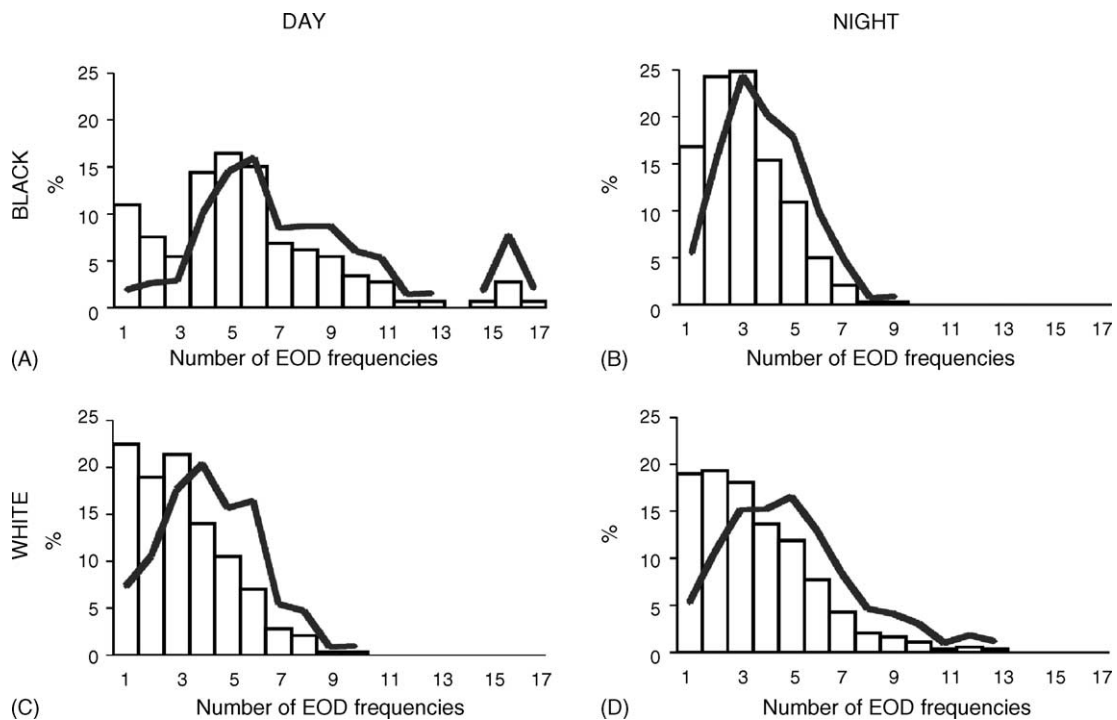 DAY
NIGHT
BLACK
%
25
20
15
10
5
0
1 3 5 7 9 11 13 15 17
(A) Number of EOD frequencies
%
25
20
15
10
5
0
1 3 5 7 9 11 13 15 17
(B) Number of EOD frequencies
WHITE
%
25
20
15
10
5
0
1 3 5 7 9 11 13 15 17
(C) Number of EOD frequencies
%
25
20
15
10
5
0
1 3 5 7 9 11 13 15 17
(D) Number of EOD frequencies